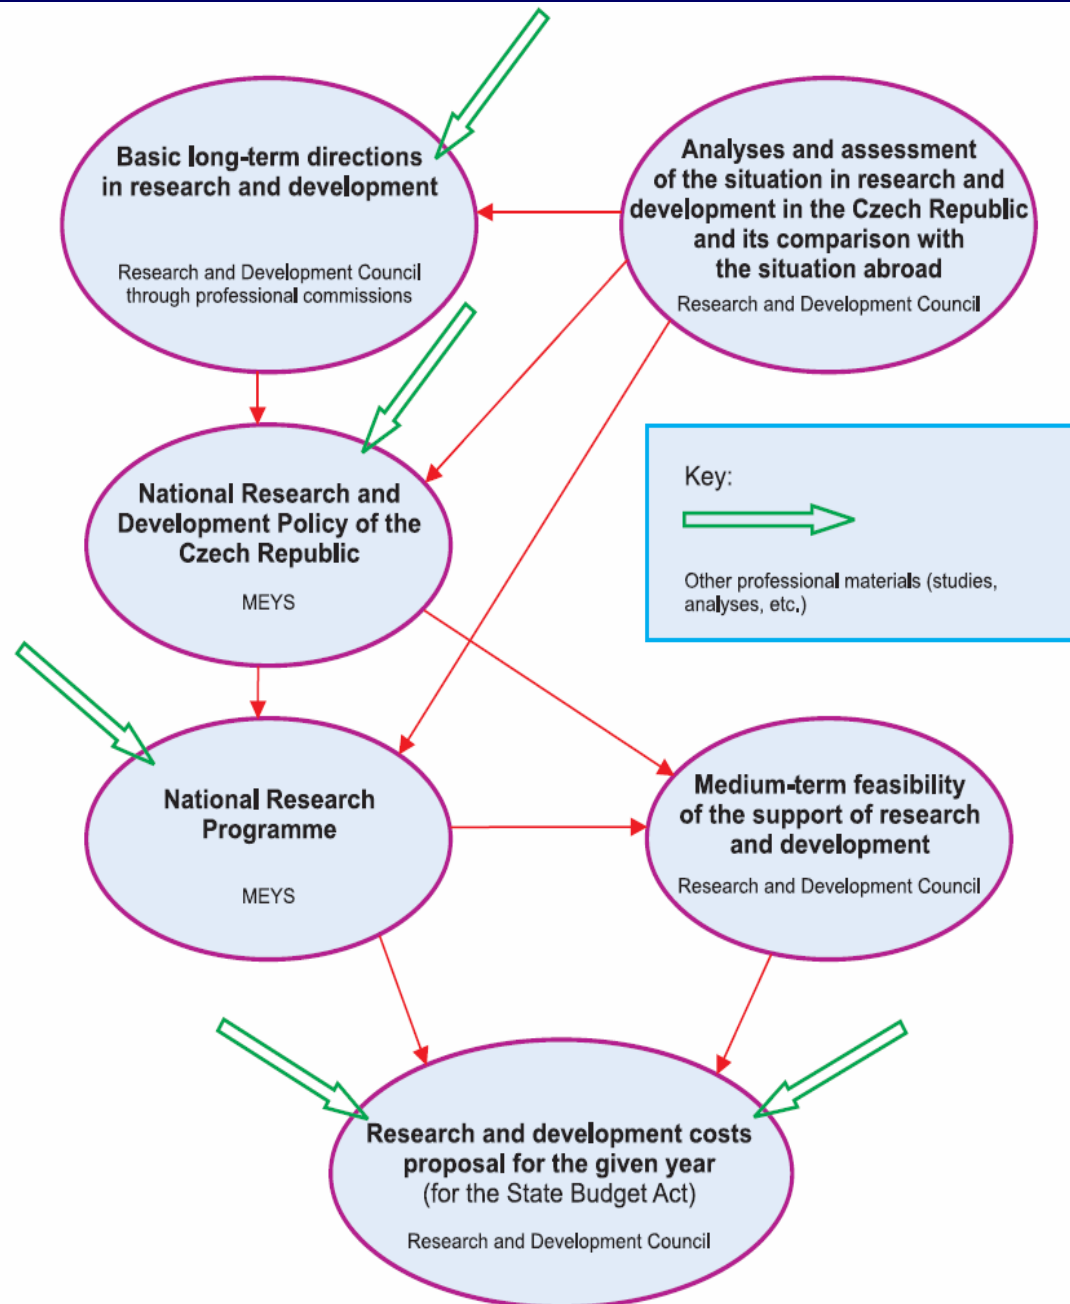 Basic long-term directions
in research and development
Research and Development Council
through professional commissions
Analyses and assessment
of the situation in research and
development in the Czech Republic
and its comparison with
the situation abroad
Research and Development Council
National Research and
Development Policy of the
Czech Republic
MEYS
Key:
Other professional materials (studies,
analyses, etc.)
National Research
Programme
MEYS
Medium-term feasibility
of the support of research
and development
Research and Development Council
Research and development costs
proposal for the given year
(for the State Budget Act)
Research and Development Council